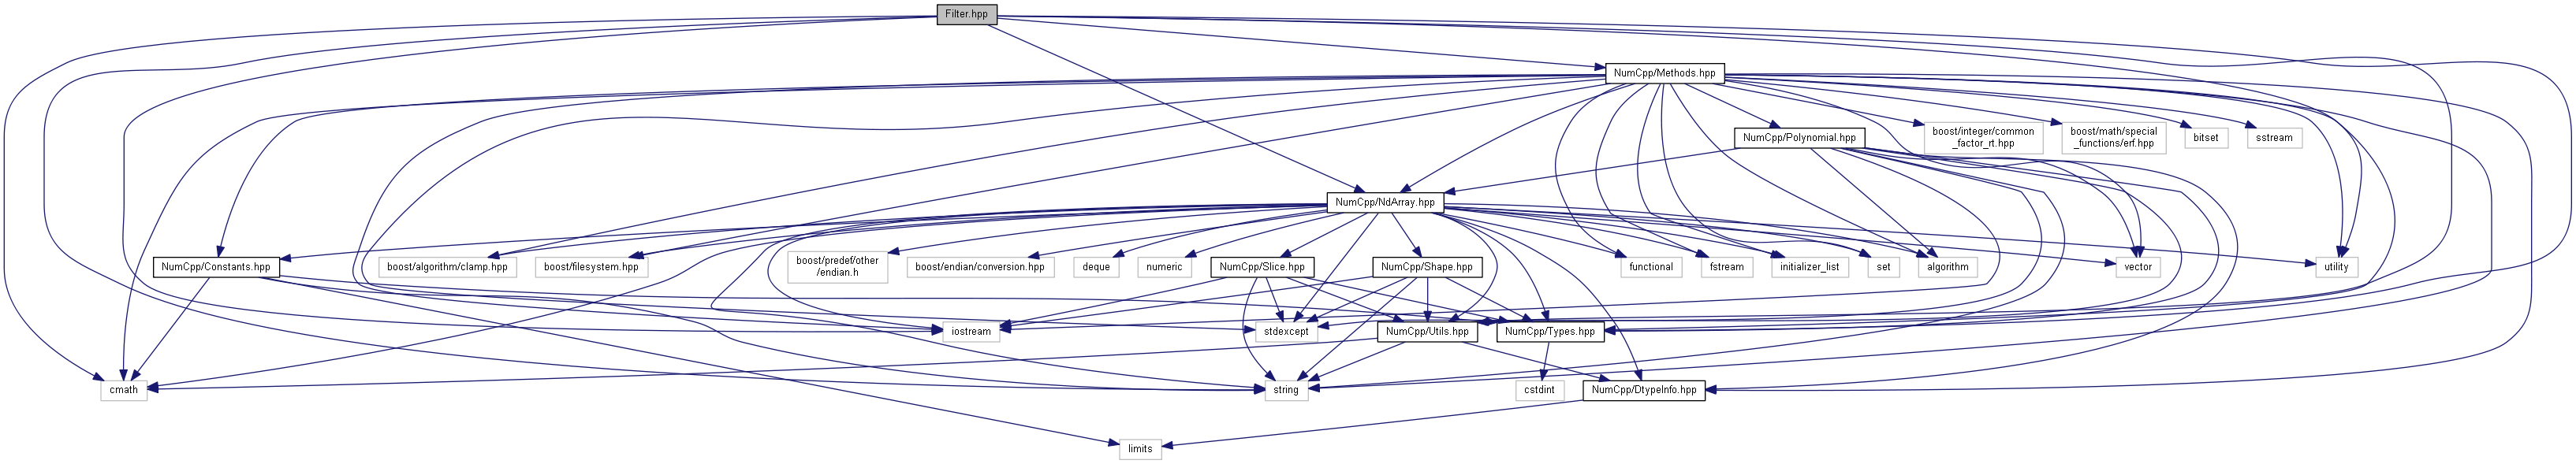 Filter.hpp
NumCpp/Methods.hpp
NumCpp/Polynomial.hpp
boost/integer/common
_factor_rt.hpp
boost/math/special
_functions/erf.hpp
bitset
sstream
NumCpp/NdArray.hpp
NumCpp/Constants.hpp
boost/algorithm/clamp.hpp
boost/filesystem.hpp
boost/predef/other
/endian.h
boost/endian/conversion.hpp
deque
numeric
NumCpp/Slice.hpp
NumCpp/Shape.hpp
functional
fstream
initializer_list
set
algorithm
vector
utility
iostream
stdexcept
NumCpp/Utils.hpp
NumCpp/Types.hpp
cmath
string
cstdint
NumCpp/DtypeInfo.hpp
limits